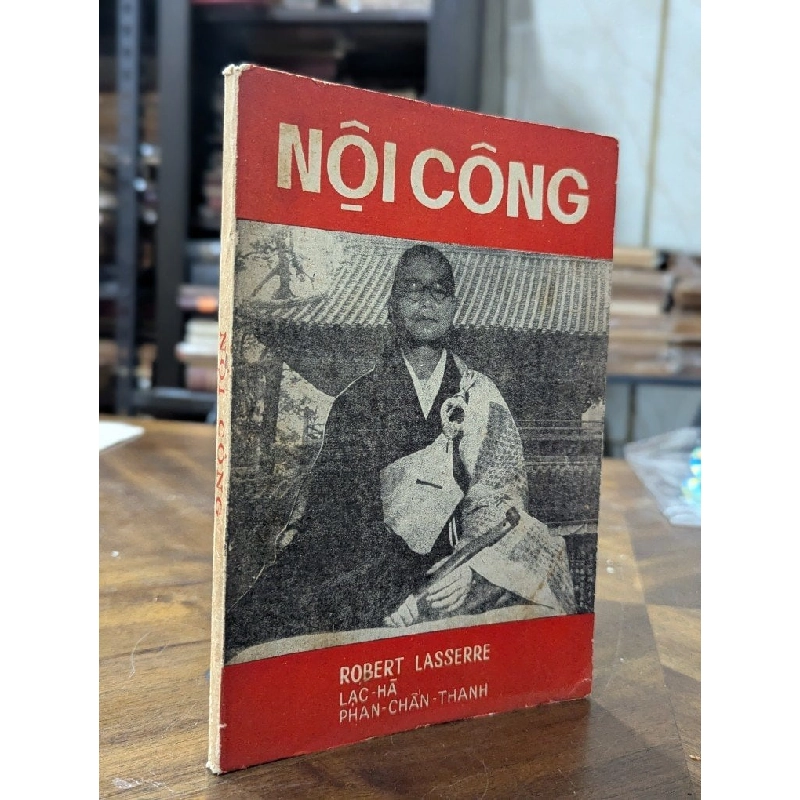 NỘI CÔNG
NỘI CÔNG
ROBERT LASSERRE
LẠC-HÀ
PHAN-CHẤN-THANH